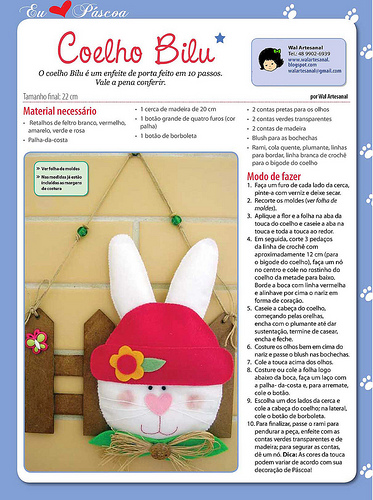 Eu Páscoa
Coelho Bilu
O coelho Bilu é um enfeite de porta feito em 10 passos.
Vale a pena conferir.
Wal Artesanal
Tel.: 48 9902-6939
www.walartesanal.
blogspot.com
walartesanal@gmail.com
Tamanho final: 22 cm
por Wal Artesanal
Material necessário
• Retalhos de feltro branco, vermelho,
amarelo, verde e rosa
• Palha-da-costa
• 1 cerca de madeira de 20 cm
• 1 botão grande de quatro furos (cor
palha)
• 1 botão de borboleta
• 2 contas pretas para os olhos
• 2 contas verdes transparentes
• 2 contas de madeira
• Blush para as bochechas
• Rami, cola quente, plumante, linhas
para bordar, linha branca de crochê
para o bigode do coelho
» Ver folha de moldes
» Nos moldes já estão
inclusas as margens
de costura
Modo de fazer
1. Faça um furo de cada lado da cerca,
pinte-a com verniz e deixe secar.
2. Recorte os moldes (ver folha de
moldes).
3. Aplique a flor e a folha na aba da
touca do coelho e caseie a aba na
touca e toda a touca ao redor.
4. Em seguida, corte 3 pedaços
da linha de crochê com
aproximadamente 12 cm (para
o bigode do coelho), faça um nó
no centro e cole no rostinho do
coelho da metade para baixo.
Borde a boca com linha vermelha
e alinhave por cima o nariz em
forma de coração.
5. Caseie a cabeça do coelho,
começando pelas orelhas,
encha com o plumante até dar
sustentação, termine de casear,
encha e feche.
6. Costure os olhos bem em cima do
nariz e passe o blush nas bochechas.
7. Cole a touca acima dos olhos.
8. Costure ou cole a folha logo
abaixo da boca, faça um laço com
a palha-da-costa e, para arremate,
cole o botão.
9. Escolha um dos lados da cerca e
cole a cabeça do coelho; na lateral,
cole o botão de borboleta.
10. Para finalizar, passe o rami para
pendurar a peça, enfeite com as
contas verdes transparentes e de
madeira; para segurar as contas,
dê um nó. Dica: As cores da touca
podem variar de acordo com sua
decoração de Páscoa!